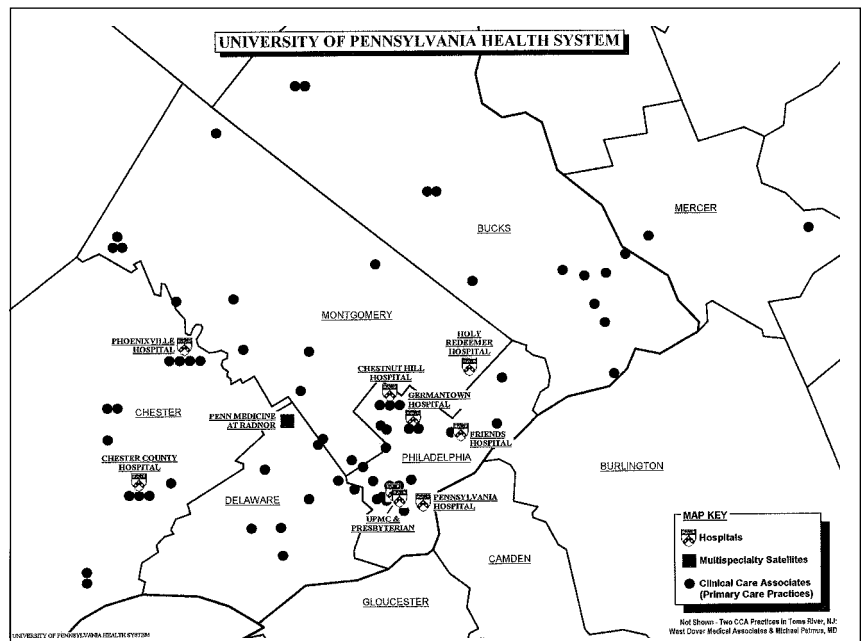 UNIVERSITY OF PENNSYLVANIA HEALTH SYSTEM
MERCER
BUCKS
MONTGOMERY
PHOENIXVILLE
HOSPITAL
HOLY
REDEEMER
HOSPITAL
CHESTNUT HILL
HOSPITAL
GERMANTOWN
HOSPITAL
CHESTER
PENN MEDICINE
AT RADNOR
FRIENDS
HOSPITAL
PHILADELPHIA
CHESTER COUNTY
HOSPITAL
BURLINGTON
DELAWARE
PENNSYLVANIA
HOSPITAL
UPMC &
PRESBYTERIAN
CAMDEN
GLOUCESTER
MAP KEY
Hospitals
Multispecialty Satellites
Clinical Care Associates
(Primary Care Practices)
Not Shown - Two CCA Practices in Toms River, NJ:
West Dover Medical Associates & Michael MD
UNIVERSITY OF PENNSYLVANIA HEALTH SYSTEM